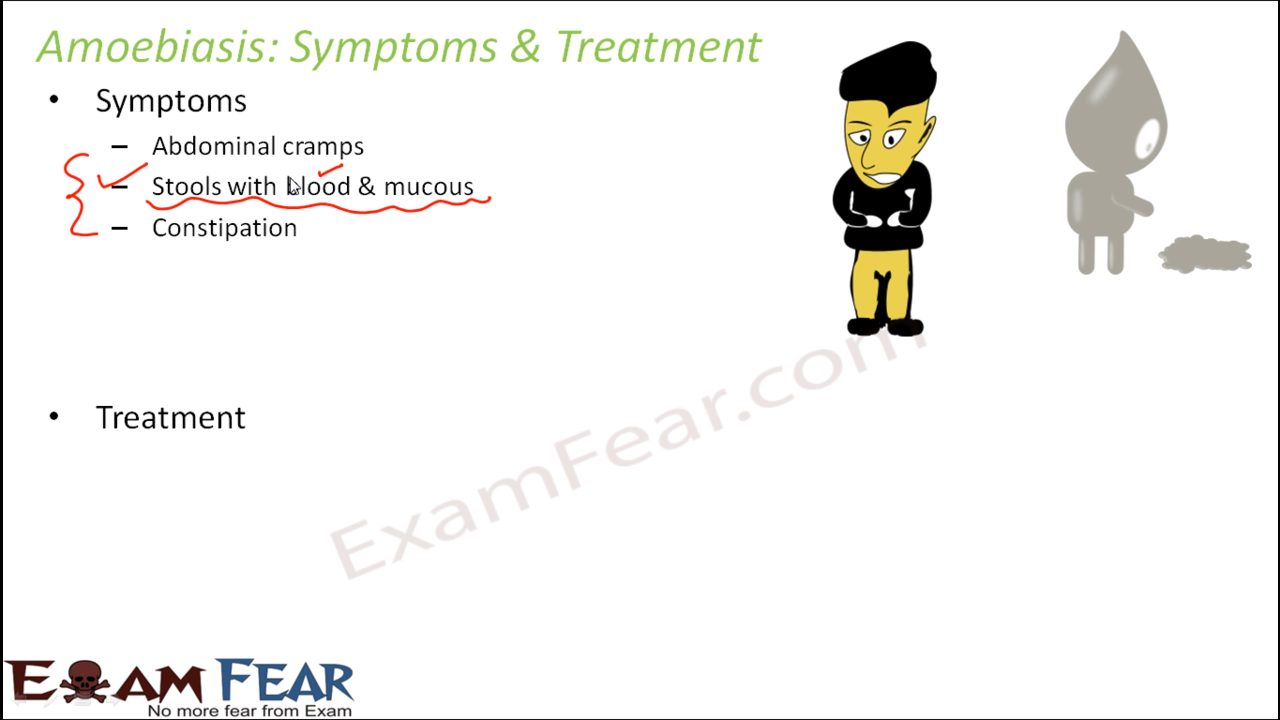 Amoebiasis: Symptoms & Treatment
• Symptoms
– Abdominal cramps
– Stools with blood & mucous
– Constipation
• Treatment
ExamFear.com
EXAM FEAR
No more fear from Exam